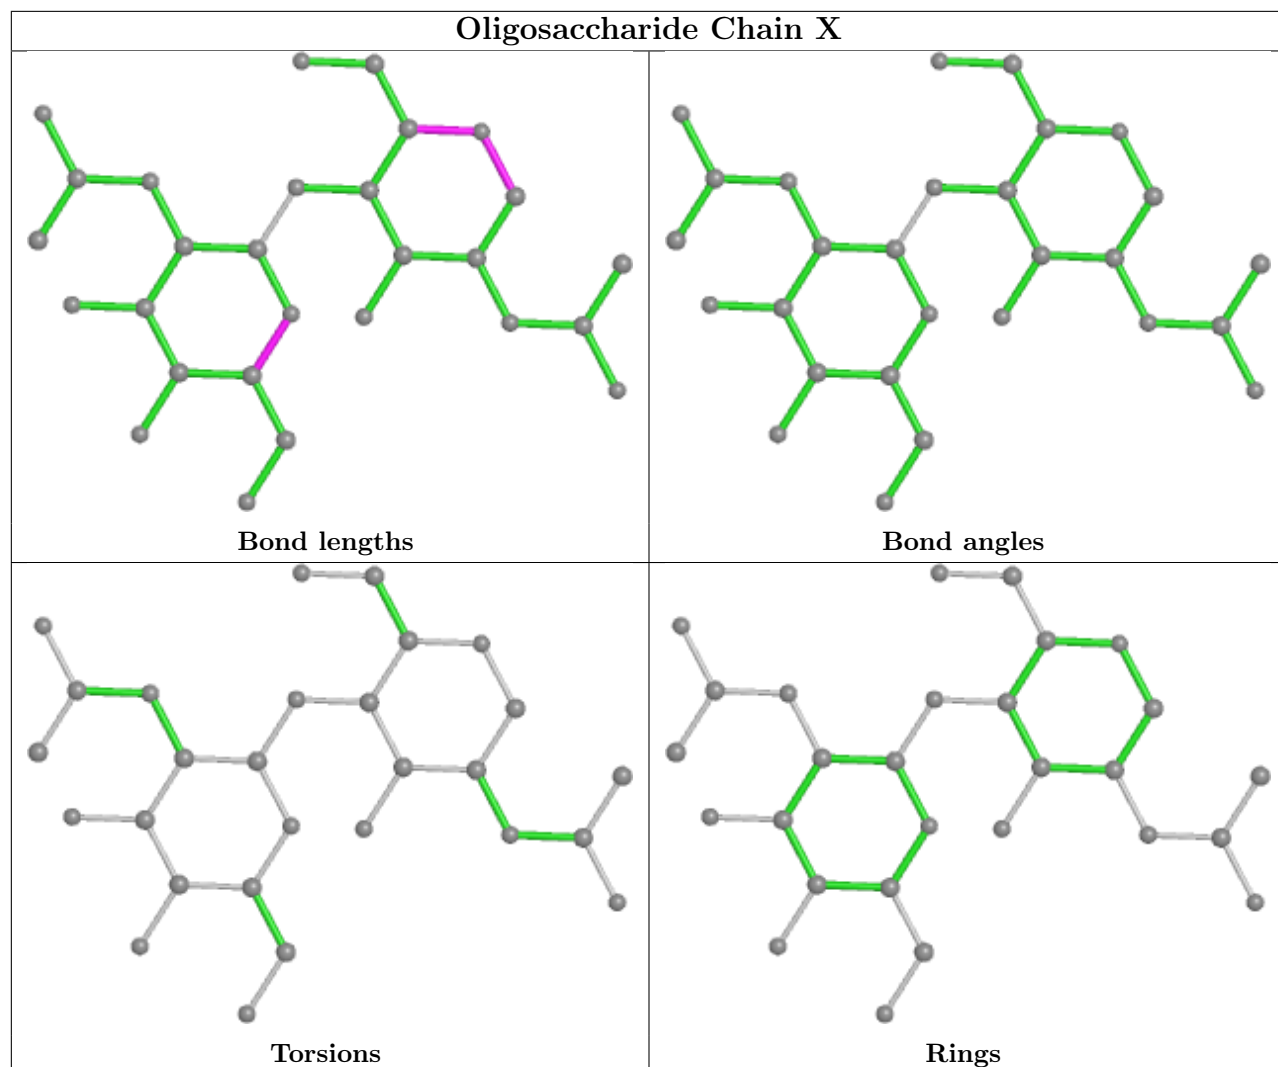 Oligosaccharide Chain X
Bond lengths
Bond angles
Torsions
Rings